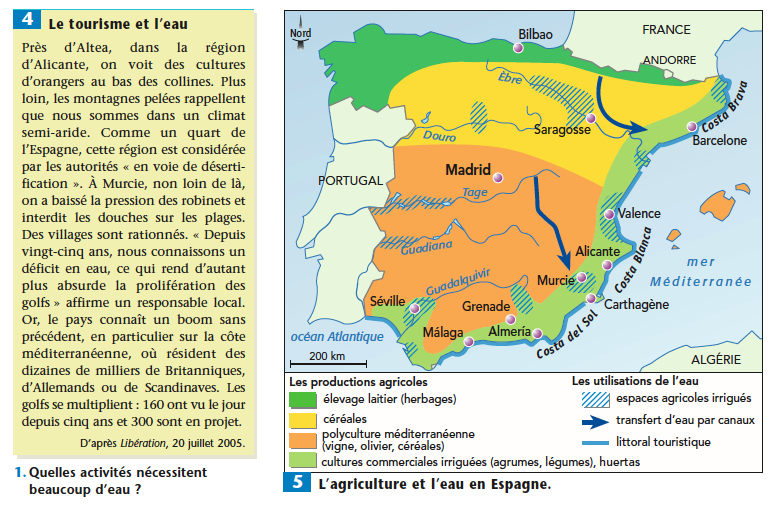 4 Le tourisme et l'eau
Près d'Altea, dans la région
d'Alicante, on voit des cultures
d'orangers au bas des collines. Plus
loin, les montagnes pelées rappellent
que nous sommes dans un climat
semi-aride. Comme un quart de
l'Espagne, cette région est considérée
par les autorités « en voie de déserti-
fication ». À Murcie, non loin de là,
on a baissé la pression des robinets et
interdit les douches sur les plages.
Des villages sont rationnés. « Depuis
vingt-cinq ans, nous connaissons un
déficit en eau, ce qui rend d'autant
plus absurde la prolifération des
golfs » affirme un responsable local.
Or, le pays connaît un boom sans
précédent, en particulier sur la côte
méditerranéenne, où résident des
dizaines de milliers de Britanniques,
d'Allemands ou de Scandinaves. Les
golfs se multiplient : 160 ont vu le jour
depuis cinq ans et 300 sont en projet.
D'après Libération, 20 juillet 2005.
1. Quelles activités nécessitent
beaucoup d'eau ?
Nord
Bilbao
FRANCE
ANDORRE
Èbre
Costa Brava
Saragosse
Douro
Barcelone
Madrid
PORTUGAL
Tage
Valence
Guadiana
Alicante
Costa Blanca
mer
Méditerranée
Murcie
Guadalquivir
Séville
Grenade
Carthagène
Málaga
Almería
Costa del Sol
océan Atlantique
200 km
ALGÉRIE
Les productions agricoles
élevage laitier (herbages)
céréales
polyculture méditerranéenne
(vigne, olivier, céréales)
cultures commerciales irriguées (agrumes, légumes), huertas
Les utilisations de l'eau
espaces agricoles irrigués
transfert d'eau par canaux
littoral touristique
5 L'agriculture et l'eau en Espagne.